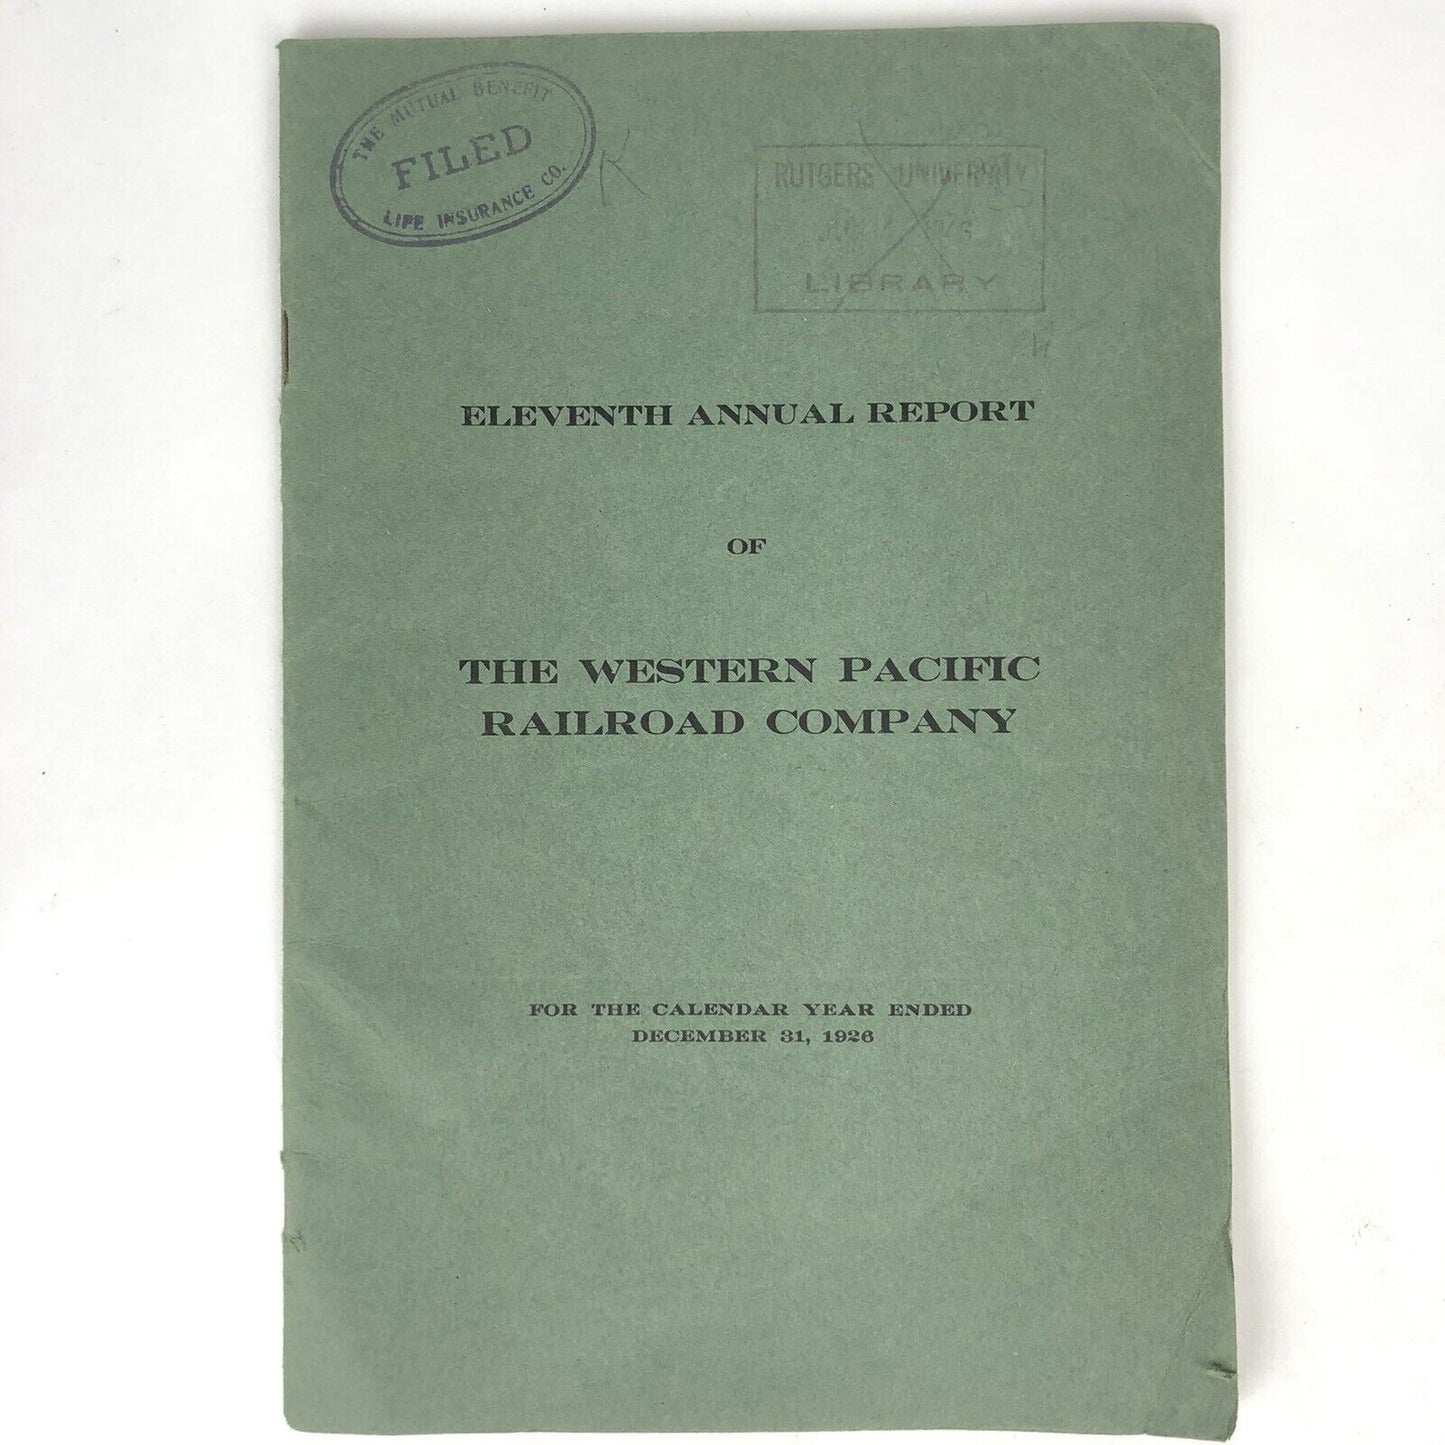 THE MUTUAL BENEFIT
FILED
LIFE INSURANCE CO.
K
RUTGERS UNIVERSITY
LIBRARY
ELEVENTH ANNUAL REPORT
OF
THE WESTERN PACIFIC
RAILROAD COMPANY
FOR THE CALENDAR YEAR ENDED
DECEMBER 31, 1926